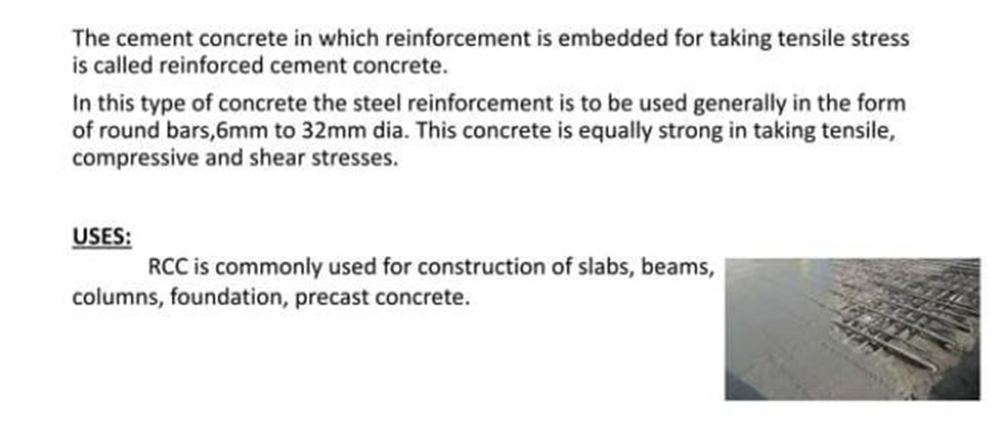 The cement concrete in which reinforcement is embedded for taking tensile stress
is called reinforced cement concrete.
In this type of concrete the steel reinforcement is to be used generally in the form
of round bars,6mm to 32mm dia. This concrete is equally strong in taking tensile,
compressive and shear stresses.
USES:
RCC is commonly used for construction of slabs, beams,
columns, foundation, precast concrete.